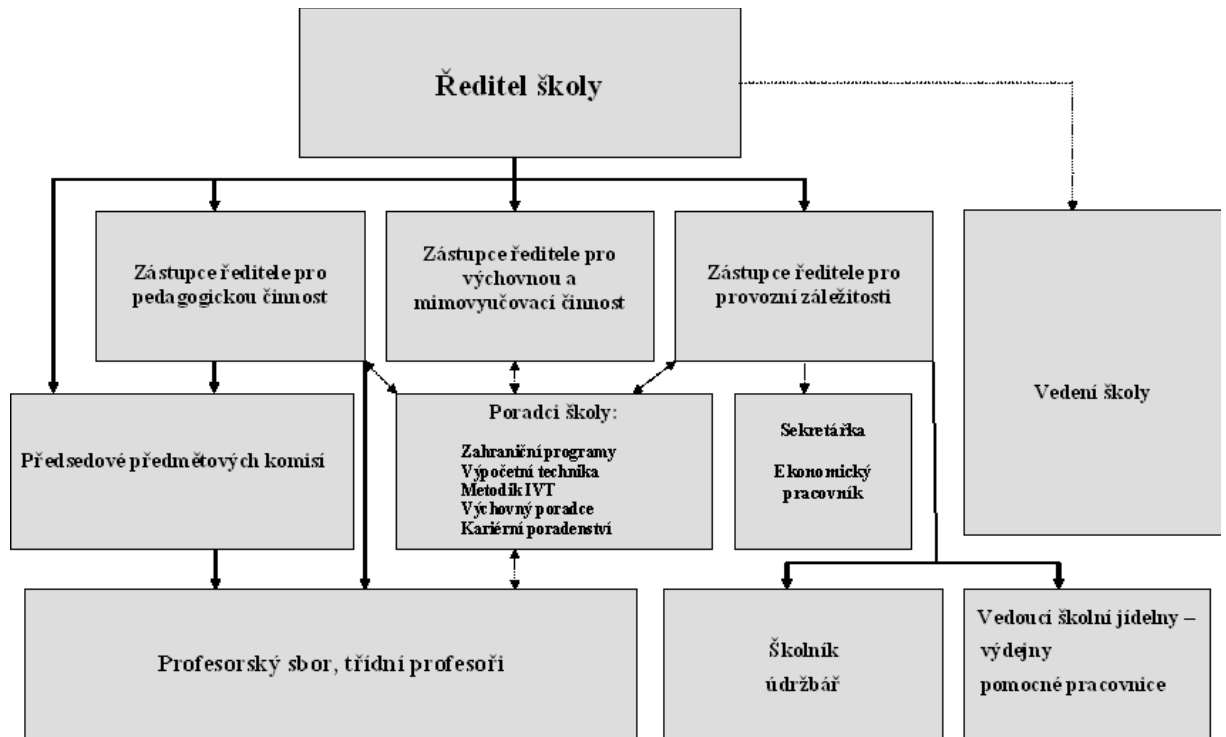 Ředitel školy
Zástupce ředitele pro
pedagogickou činnost
Zástupce ředitele pro
výchovnou a
mimovyučovací činnost
Zástupce ředitele pro
provozní záležitosti
Vedení školy
Předsedové předmětových komisí
Poradci školy:
Zahraniční programy
Výpočetní technika
Metodik IVT
Výchovný poradce
Kariérní poradenství
Sekretářka
Ekonomický
pracovník
Profesorský sbor, třídní profesoři
Školník
údržbář
Vedoucí školní jídelny –
výdejny
pomocné pracovnice